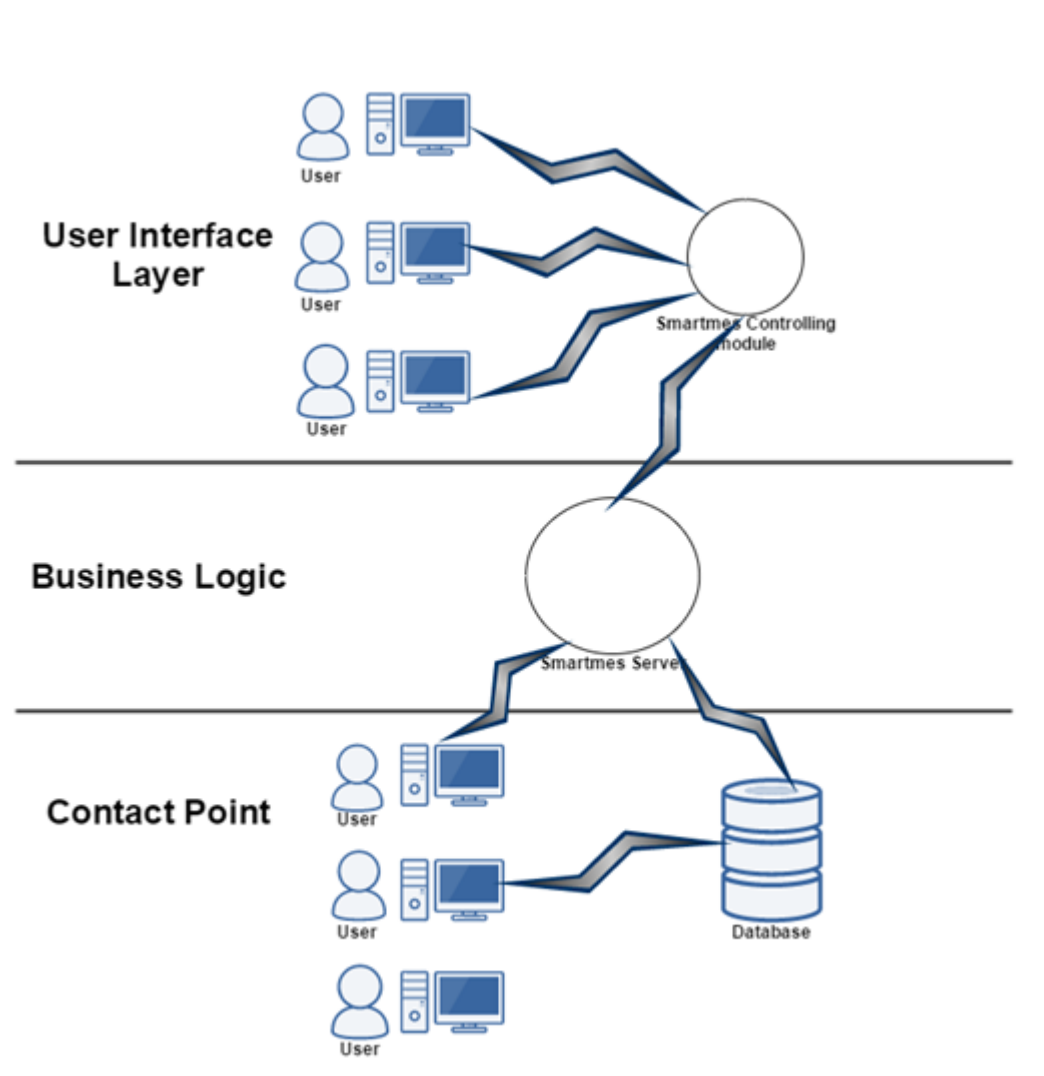 User
User Interface
Layer
User
User
Smartmes Controlling
module
Business Logic
Smartmes Server
Contact Point
User
User
Database
User